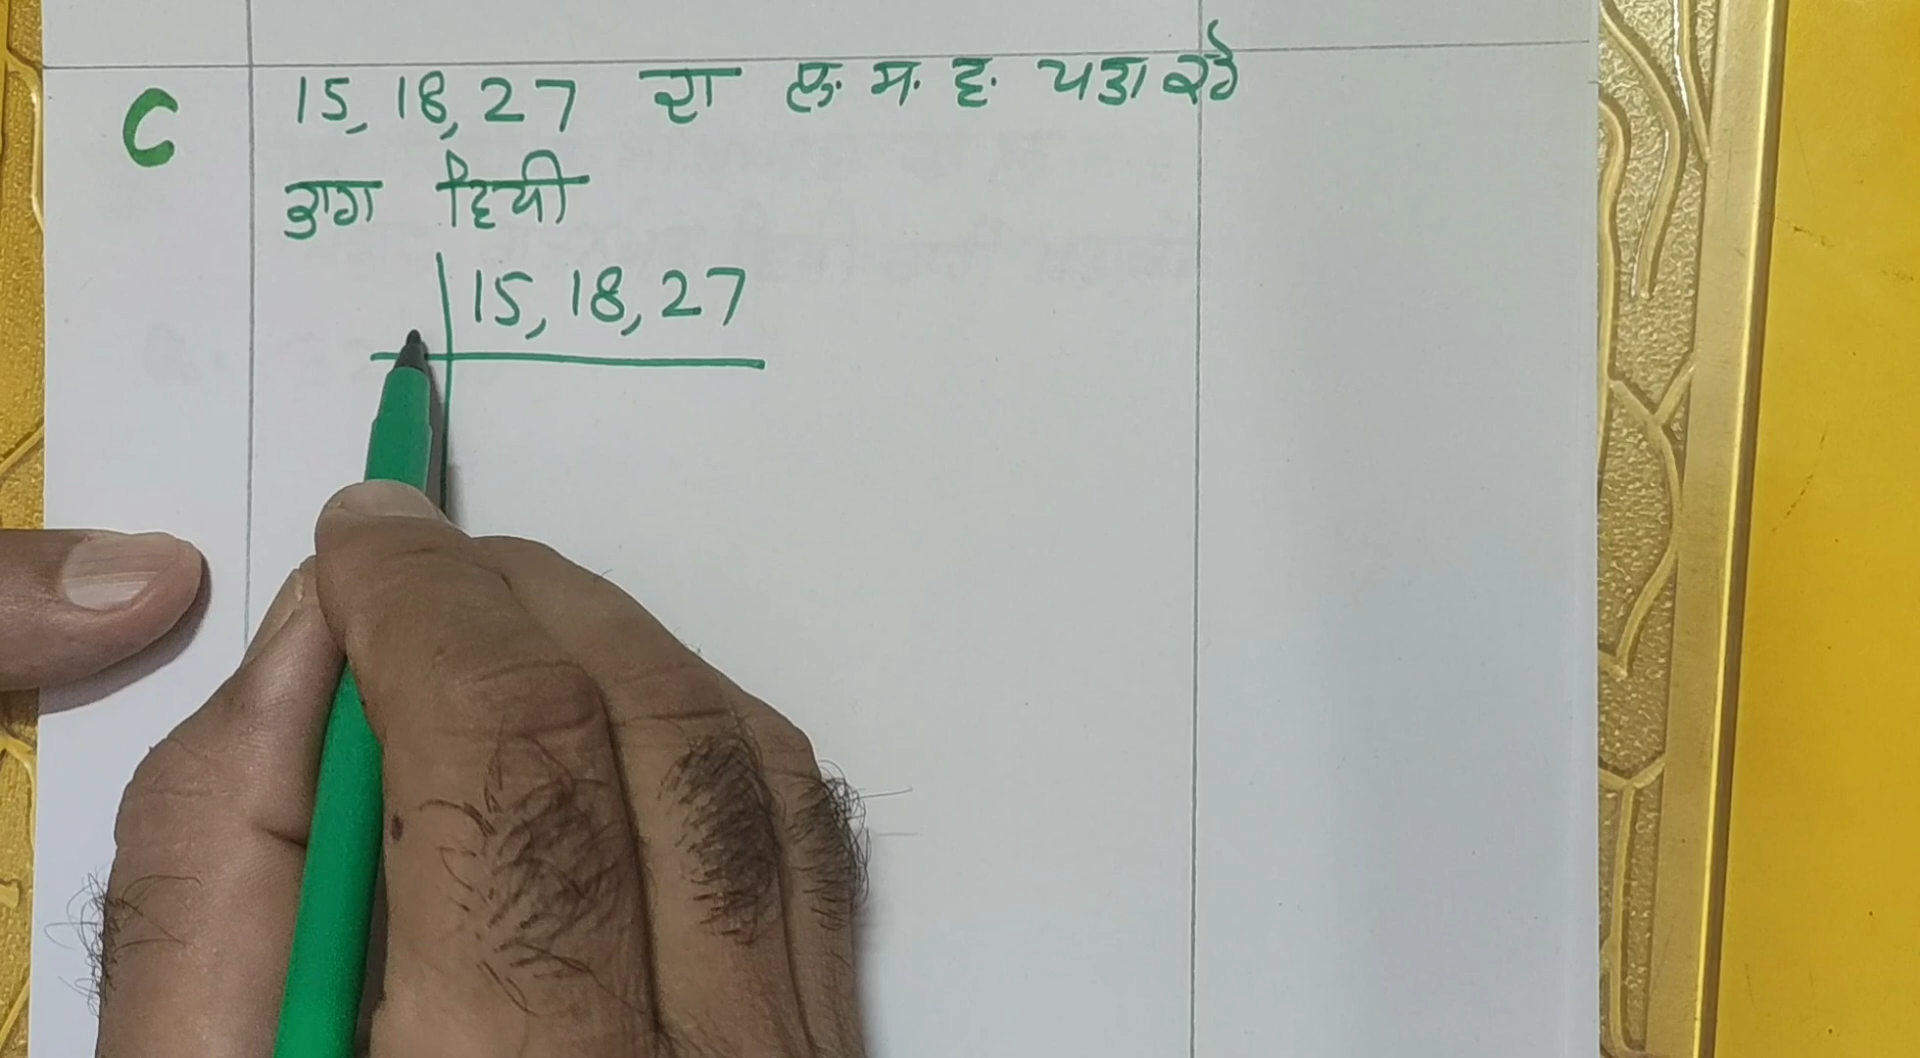 C 15, 18, 27 ਦਾ ਲ. ਸ. ਵ. ਪਤਾ ਕਰੋ
ਭਾਗ ਵਿਧੀ
15, 18, 27